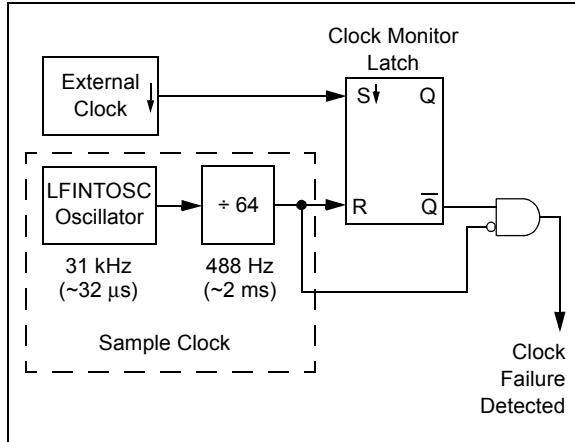 Clock Monitor
Latch
External
Clock
S
Q
LFINTOSC
Oscillator
÷ 64
R
Q̅
31 kHz
(~32 μs)
488 Hz
(~2 ms)
Sample Clock
Clock
Failure
Detected